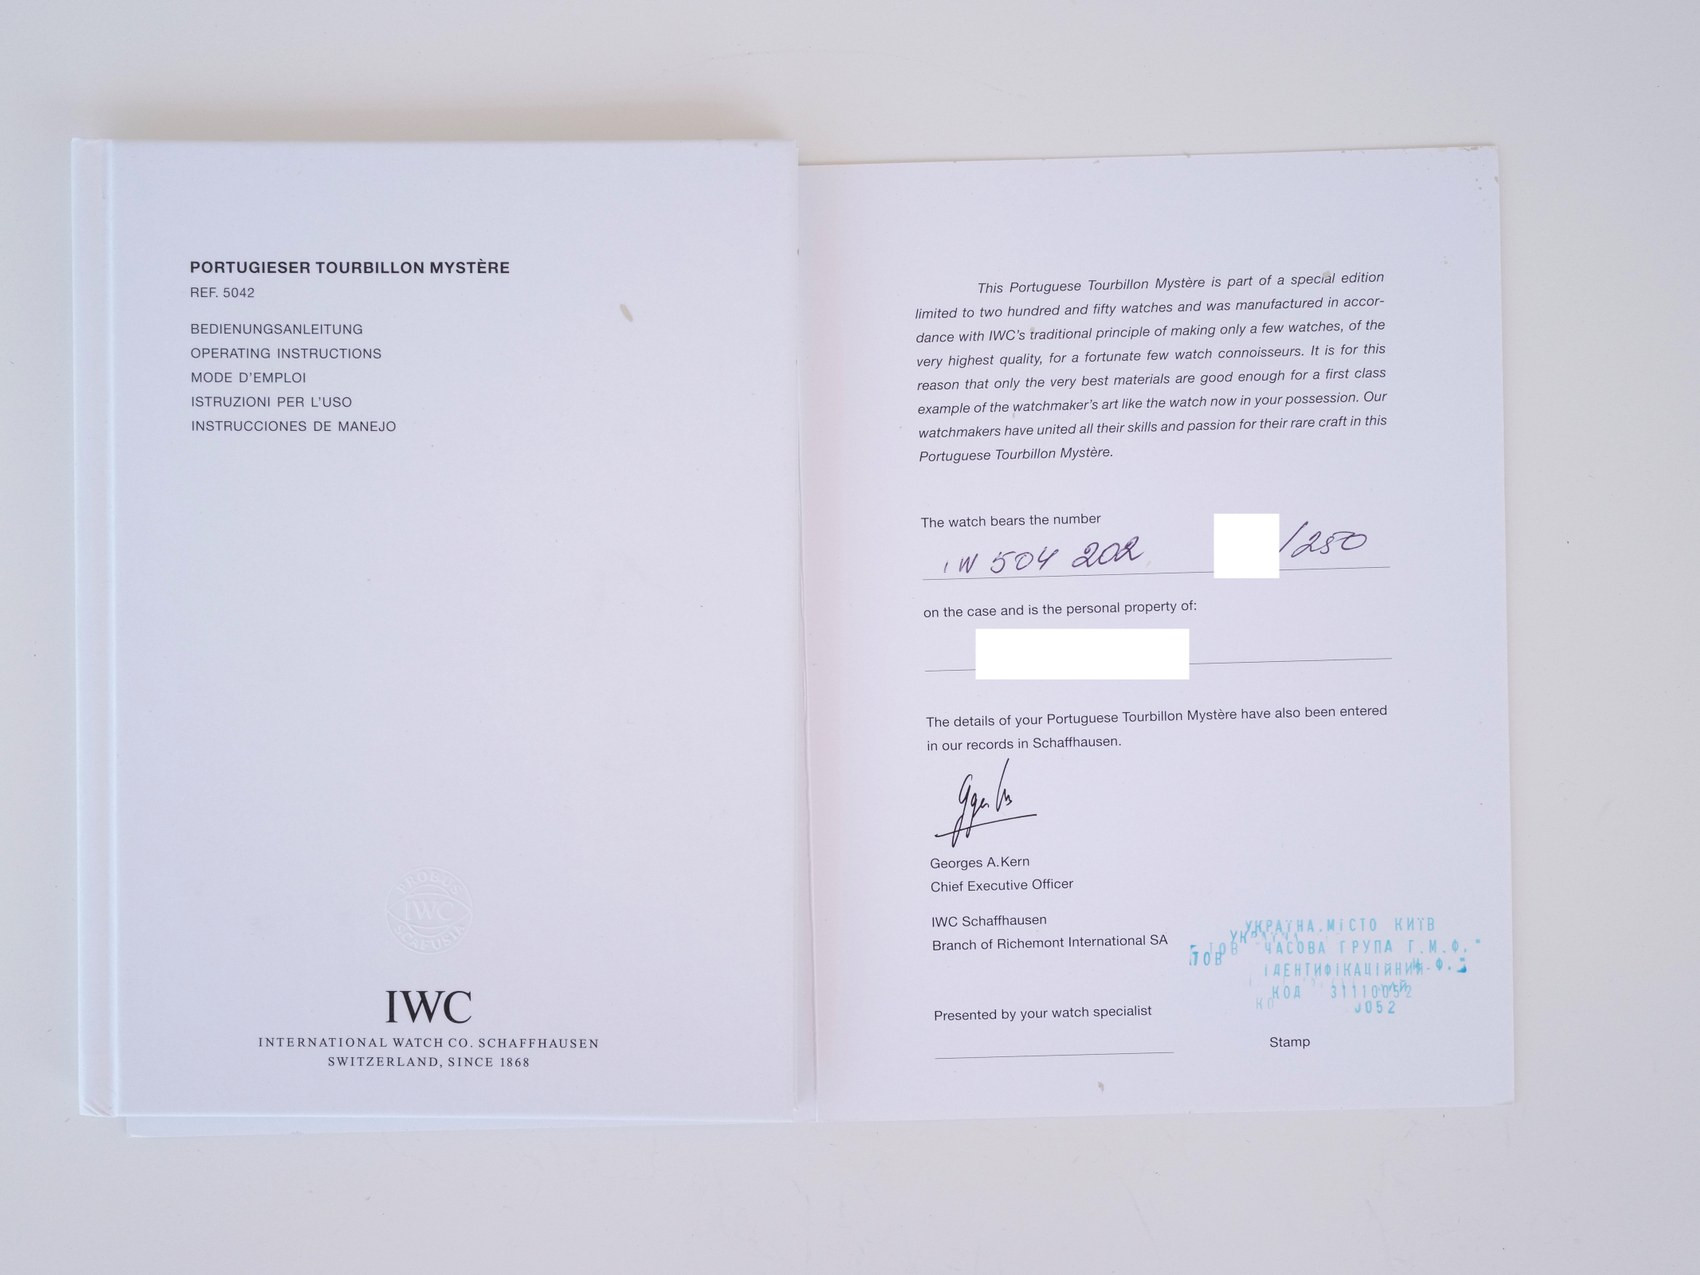 PORTUGIESER TOURBILLON MYSTÈRE
REF. 5042
BEDIENUNGSANLEITUNG
OPERATING INSTRUCTIONS
MODE D'EMPLOI
ISTRUZIONI PER L'USO
INSTRUCCIONES DE MANEJO
PROBUS
IWC
SCAFUSIA
IWC
INTERNATIONAL WATCH CO. SCHAFFHAUSEN
SWITZERLAND, SINCE 1868
This Portuguese Tourbillon Mystère is part of a special edition
limited to two hundred and fifty watches and was manufactured in accor-
dance with IWC's traditional principle of making only a few watches, of the
very highest quality, for a fortunate few watch connoisseurs. It is for this
reason that only the very best materials are good enough for a first class
example of the watchmaker's art like the watch now in your possession. Our
watchmakers have united all their skills and passion for their rare craft in this
Portuguese Tourbillon Mystère.
The watch bears the number
IW 504 202 /250
on the case and is the personal property of:
The details of your Portuguese Tourbillon Mystère have also been entered
in our records in Schaffhausen.
Georges A. Kern
Chief Executive Officer
IWC Schaffhausen
Branch of Richemont International SA
УКРАЇНА.МІСТО КИЇВ
ТОВ "ЧАСОВА ГРУПА Г.М.Ф."
ІДЕНТИФІКАЦІЙНИЙ
КОД 31110052
Presented by your watch specialist
Stamp